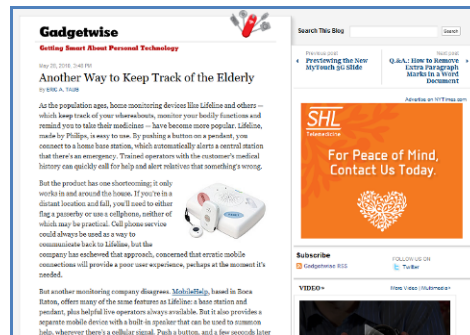 Gadgetwise
Getting Smart About Personal Technology
3:40 PM
Another Way to Keep Track of the Elderly
By ERIC A. TAUB
As the population ages, home monitoring devices like Lifeline and others —
which keep track of your whereabouts, monitor your bodily functions and
remind you to take their medicines — have become more popular. Lifeline,
made by Philips, is easy to use. By pushing a button on a pendant, you
connect to a home base station, which automatically alerts a central station
that there's an emergency. Trained operators with the customer's medical
history can quickly call for help and alert relatives that something's wrong.
But the product has one shortcoming; it only
works in and around the house. If you're in a
distant location and fall, you'll need to either
flag a passerby or use a cellphone, neither of
which may be practical. Cell phone service
could always be used as a way to
communicate back to Lifeline, but the
company has eschewed that approach, concerned that erratic mobile
connections will provide a poor user experience, perhaps at the moment it's
needed.
But another monitoring company disagrees. MobileHelp, based in Boca
Raton, offers many of the same features as Lifeline: a base station and
pendant, plus helpful live operators always available. But it also provides a
separate mobile device with a built-in speaker that can be used to summon
help, wherever there's a cellular signal. Push a button, and a few seconds later
Search This Blog
Search
Previous post
Previewing the New
MyTouch 3G Slide
Next post
Q.&A.: How to Remove
Extra Paragraph
Marks in a Word
Document
Advertise on NYTimes.com
SHL
Telemedicine
For Peace of Mind,
Contact Us Today.
Subscribe
Gadgetwise RSS
FOLLOW US ON
Twitter
VIDEO »
More Video | Multimedia »